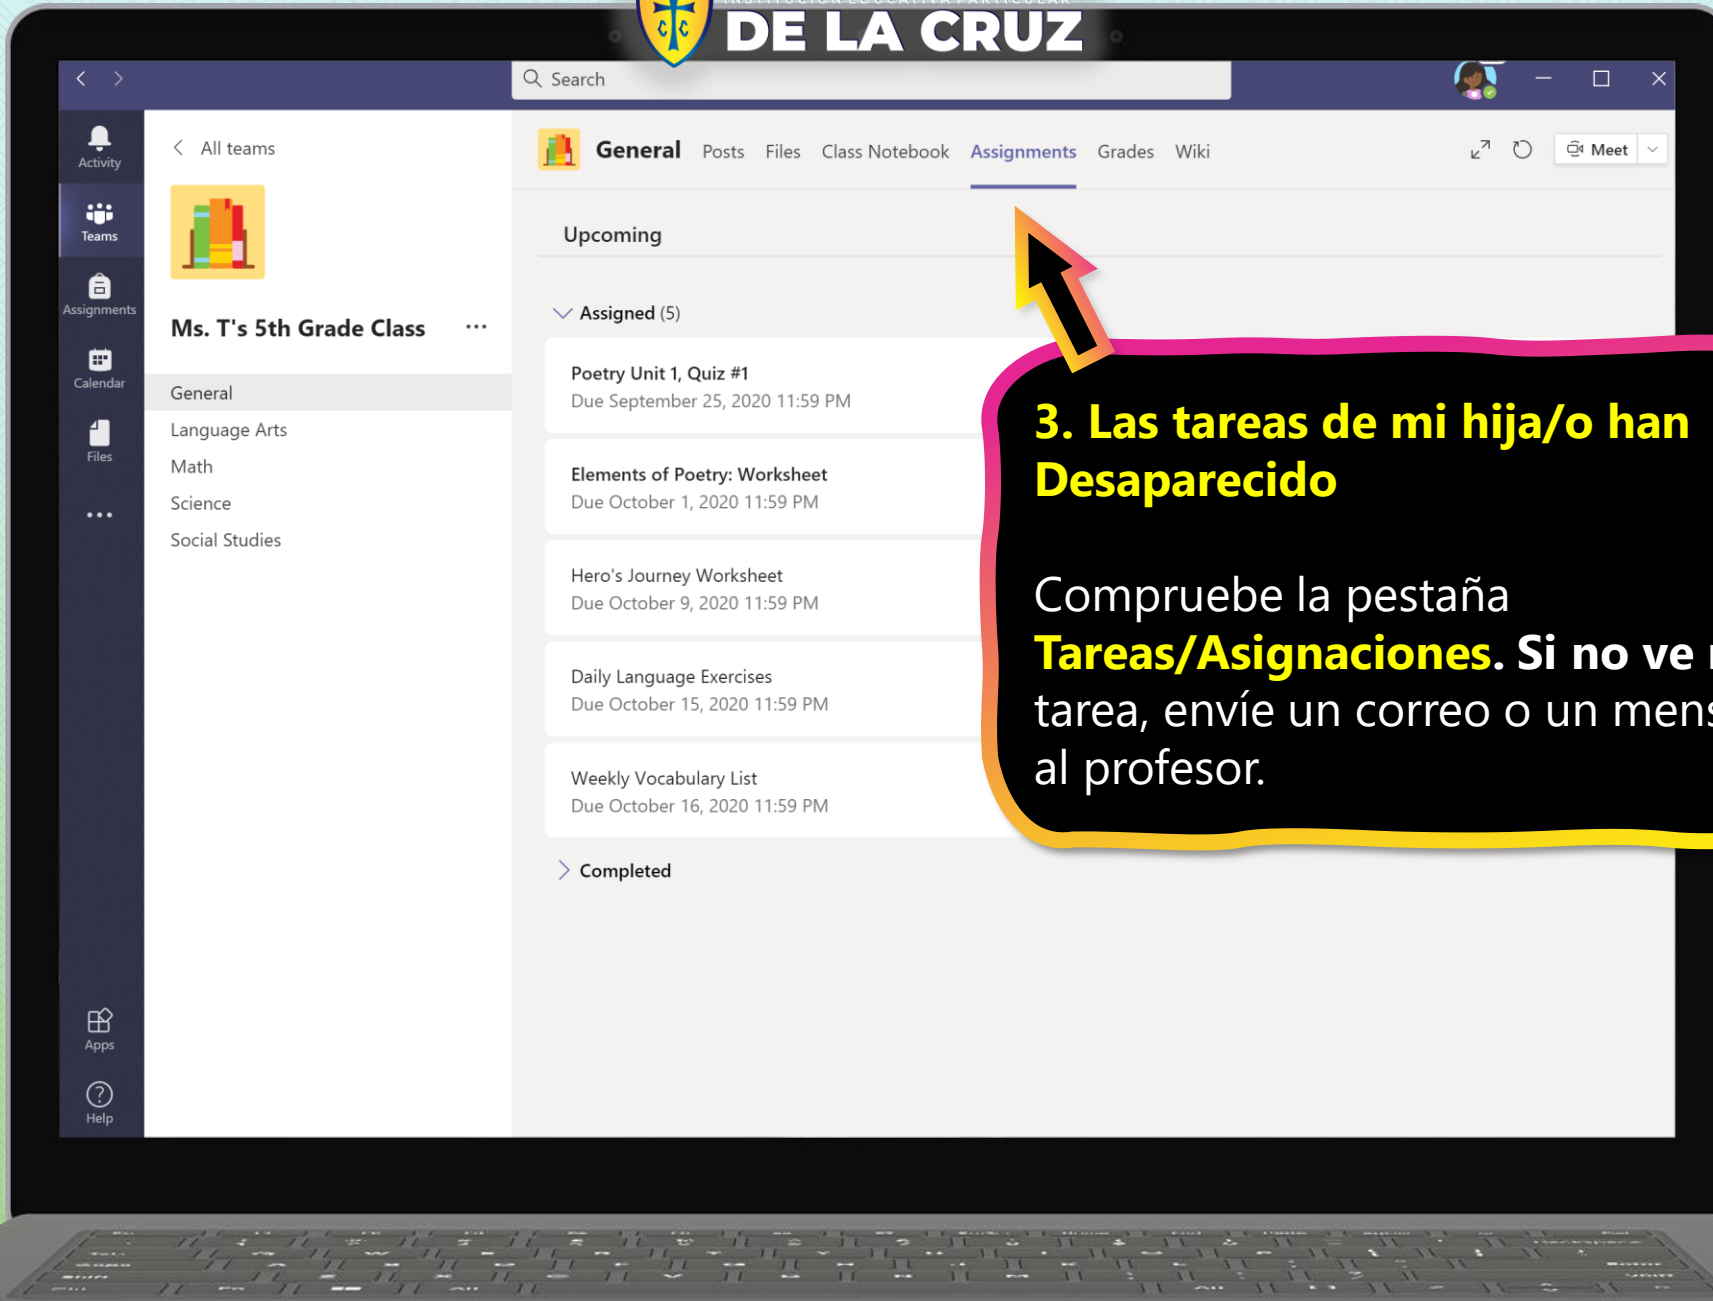 INSTITUCIÓN EDUCATIVA PARTICULAR
DE LA CRUZ
Search
Activity
Teams
Assignments
Calendar
Files
Apps
Help
All teams
Ms. T's 5th Grade Class
General
Language Arts
Math
Science
Social Studies
General Posts Files Class Notebook Assignments Grades Wiki
Meet
Upcoming
Assigned (5)
Poetry Unit 1, Quiz #1
Due September 25, 2020 11:59 PM
Elements of Poetry: Worksheet
Due October 1, 2020 11:59 PM
Hero's Journey Worksheet
Due October 9, 2020 11:59 PM
Daily Language Exercises
Due October 15, 2020 11:59 PM
Weekly Vocabulary List
Due October 16, 2020 11:59 PM
Completed
3. Las tareas de mi hija/o han
Desaparecido
Compruebe la pestaña
Tareas/Asignaciones. Si no ve
tarea, envíe un correo o un
al profesor.